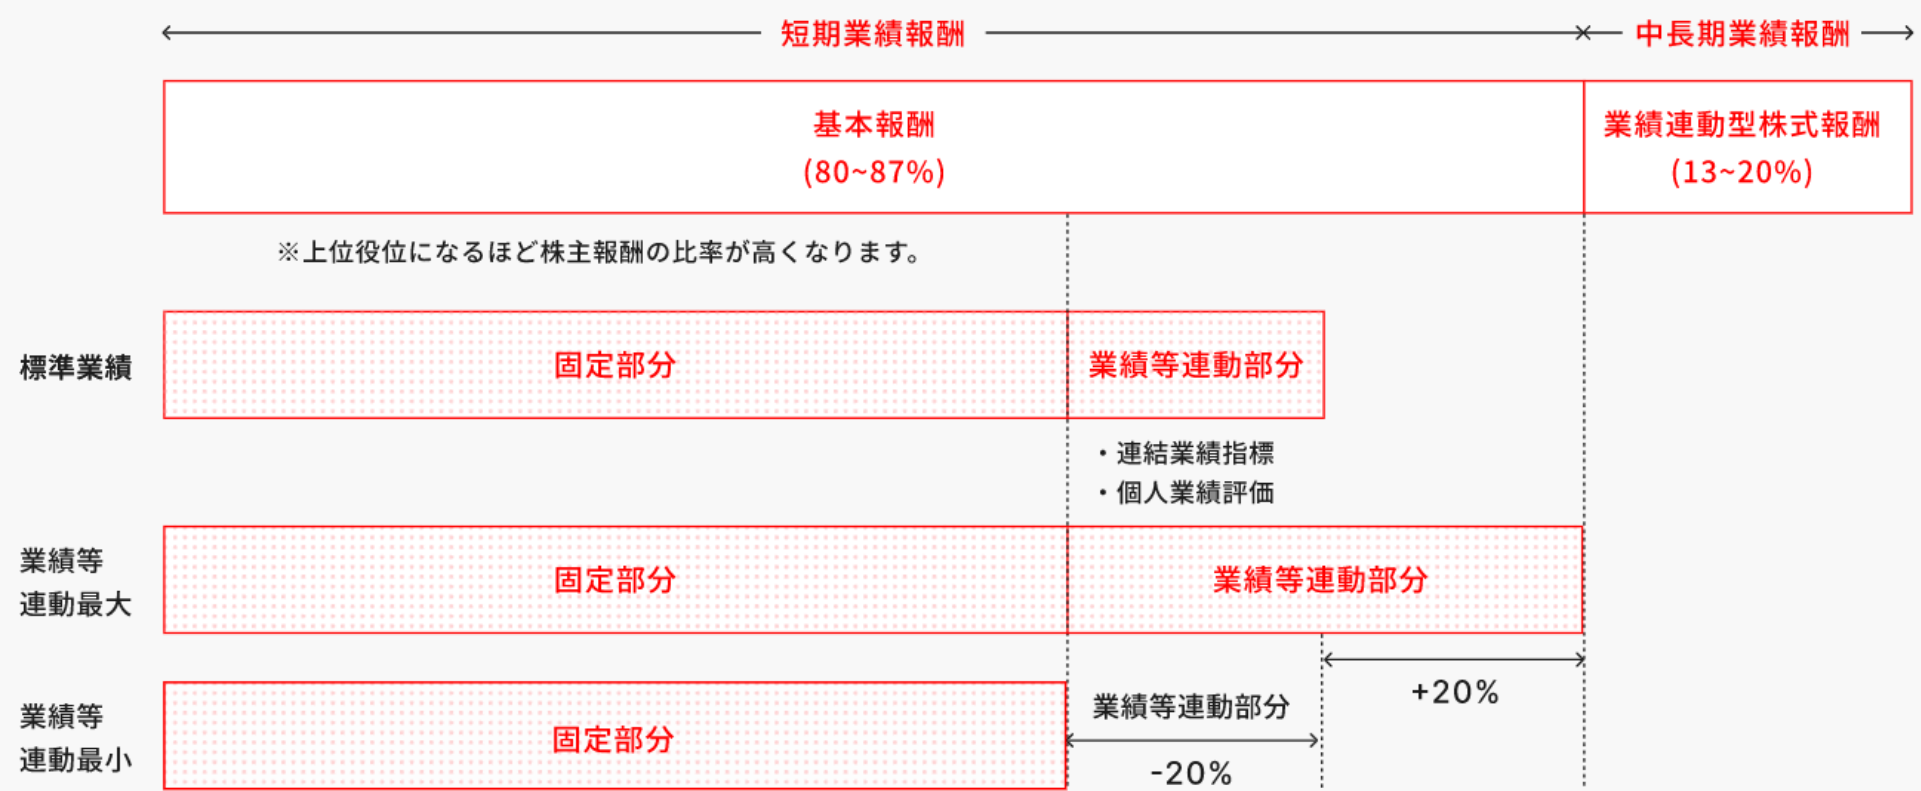 短期業績報酬
中長期業績報酬
基本報酬
(80~87%)
業績連動型株式報酬
(13~20%)
※上位役位になるほど株主報酬の比率が高くなります。
標準業績
固定部分
業績等連動部分
・連結業績指標
・個人業績評価
業績等
連動最大
固定部分
業績等連動部分
+20%
業績等
連動最小
固定部分
業績等連動部分
-20%